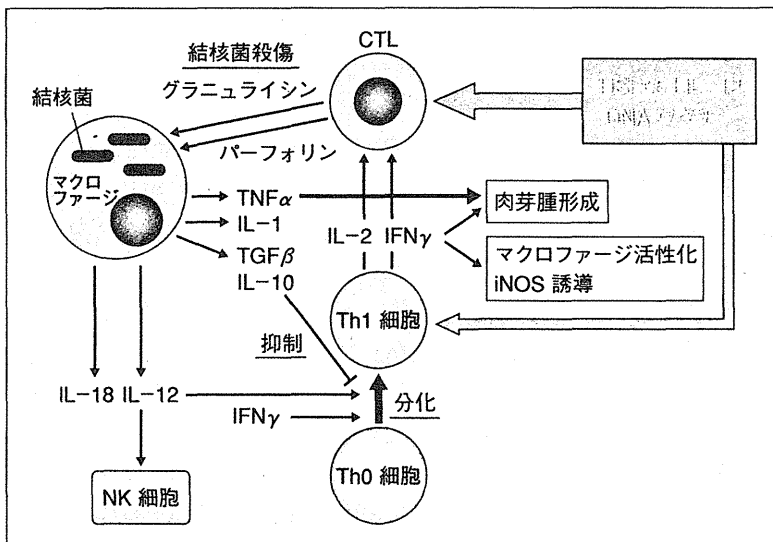 結核菌殺傷
CTL
グラニュライシン
結核菌
パーフォリン
マクロ
ファージ
TNFα
IL-1
TGFβ
IL-10
IL-2 IFNγ
肉芽腫形成
マクロファージ活性化
iNOS 誘導
Th1 細胞
抑制
IL-18 IL-12
IFNγ
分化
Th0 細胞
NK 細胞
DNA